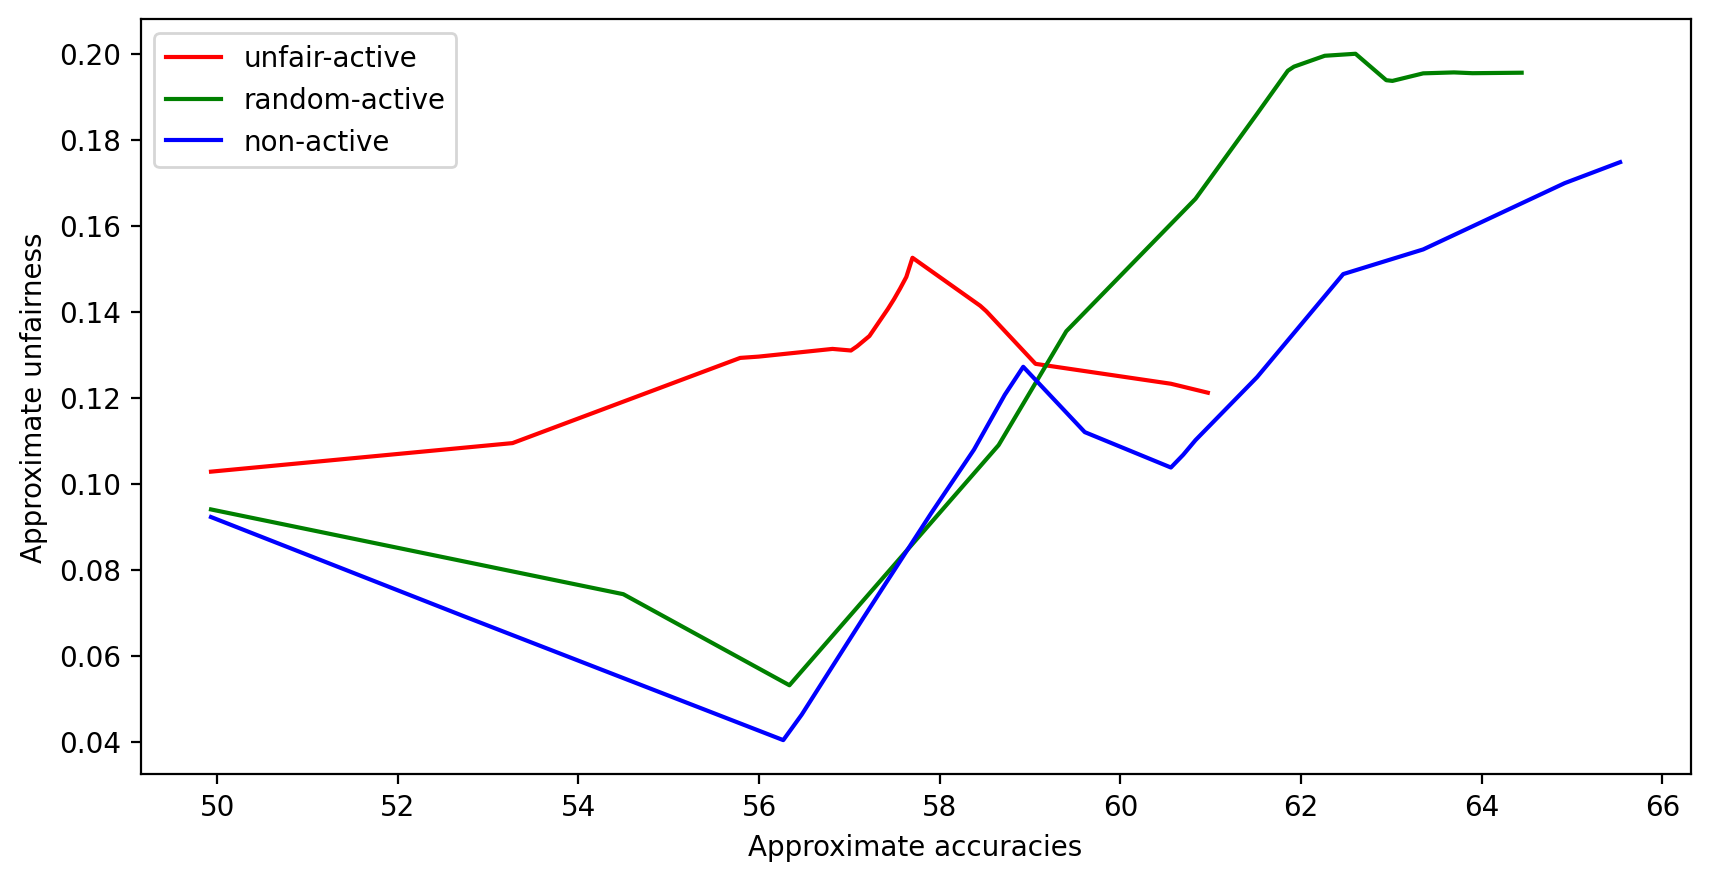 unfair-active
random-active
non-active
Approximate unfairness
0.20
0.18
0.16
0.14
0.12
0.10
0.08
0.06
0.04
50 52 54 56 58 60 62 64 66
Approximate accuracies